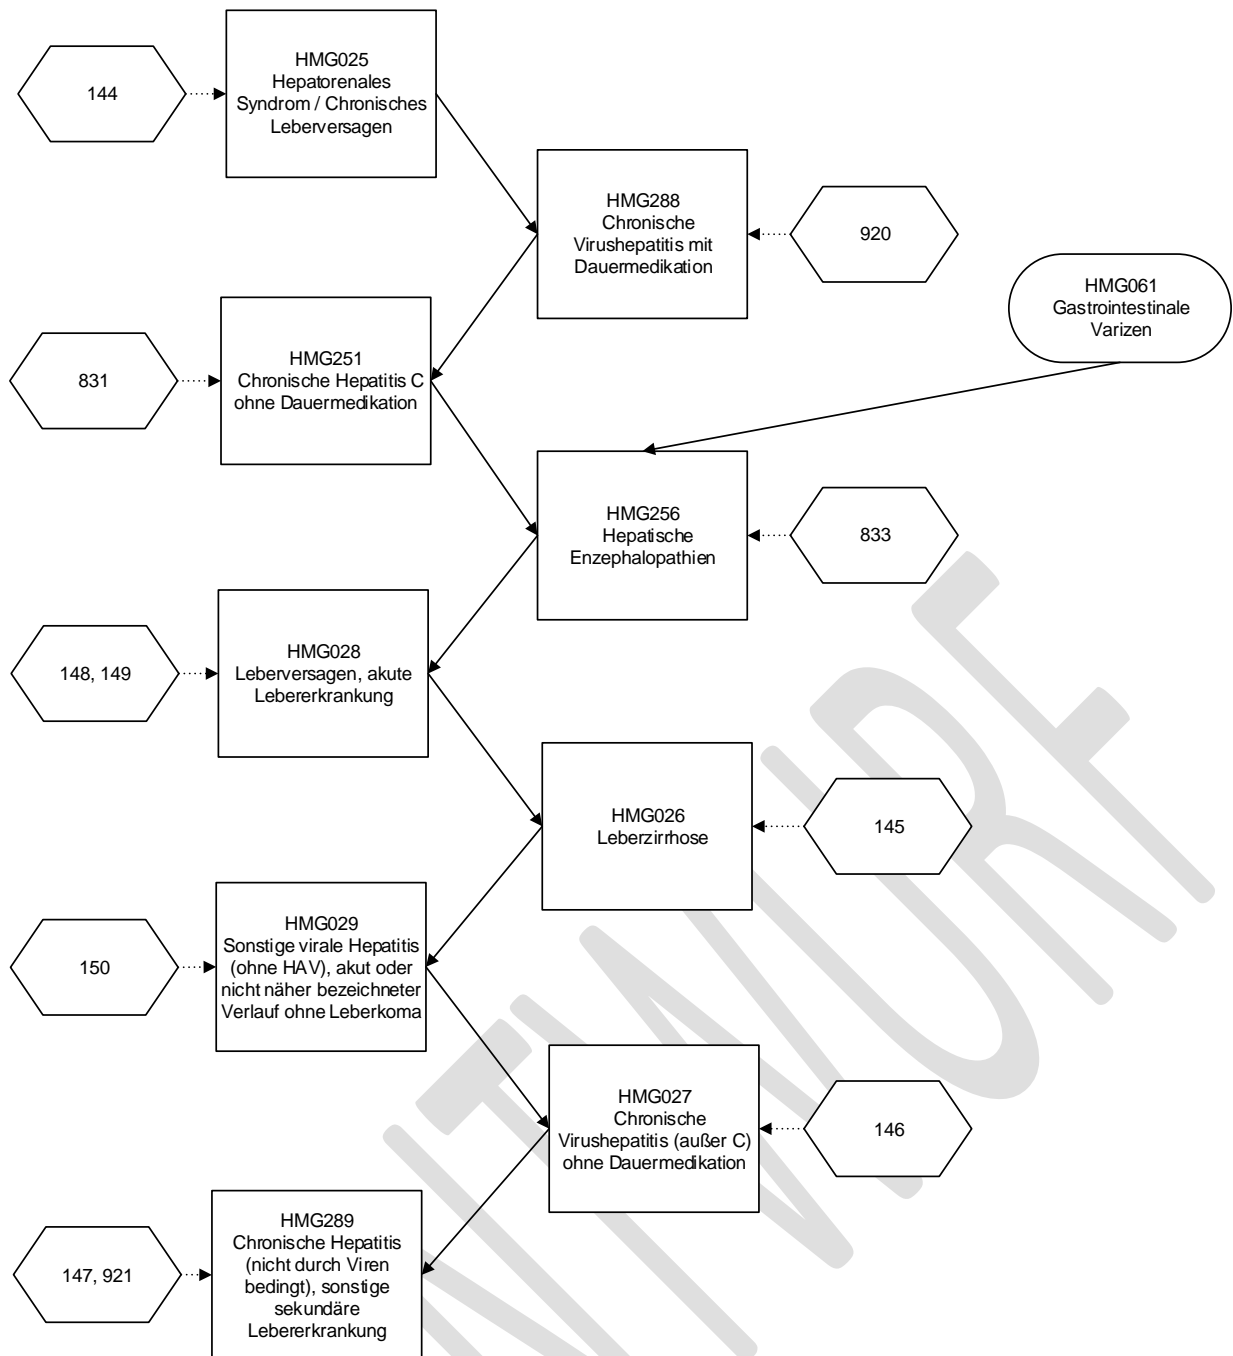 HMG025
Hepatorenales
Syndrom / Chronisches
Leberversagen
144
HMG288
Chronische
Virushepatitis mit
Dauermedikation
920
HMG061
Gastrointestinale
Varizen
HMG251
Chronische Hepatitis C
ohne Dauermedikation
831
HMG256
Hepatische
Enzephalopathien
833
HMG028
Leberversagen, akute
Lebererkrankung
148, 149
HMG026
Leberzirrhose
145
HMG029
Sonstige virale Hepatitis
(ohne HAV), akut oder
nicht näher bezeichneter
Verlauf ohne Leberkoma
150
HMG027
Chronische
Virushepatitis (außer C)
ohne Dauermedikation
146
HMG289
Chronische Hepatitis
(nicht durch Viren
bedingt), sonstige
sekundäre
Lebererkrankung
147, 921
NTWURF